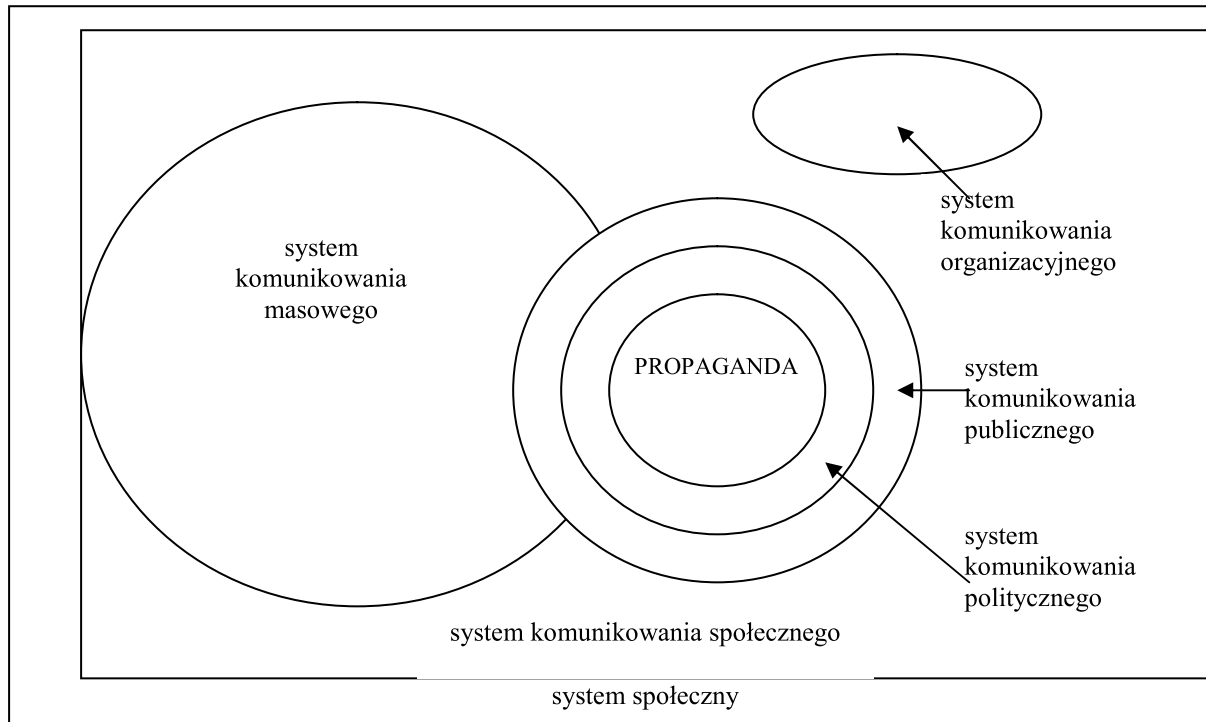 system
komunikowania
masowego
PROPAGANDA
system
komunikowania
organizacyjnego
system
komunikowania
publicznego
system
komunikowania
politycznego
system komunikowania społecznego
system społeczny